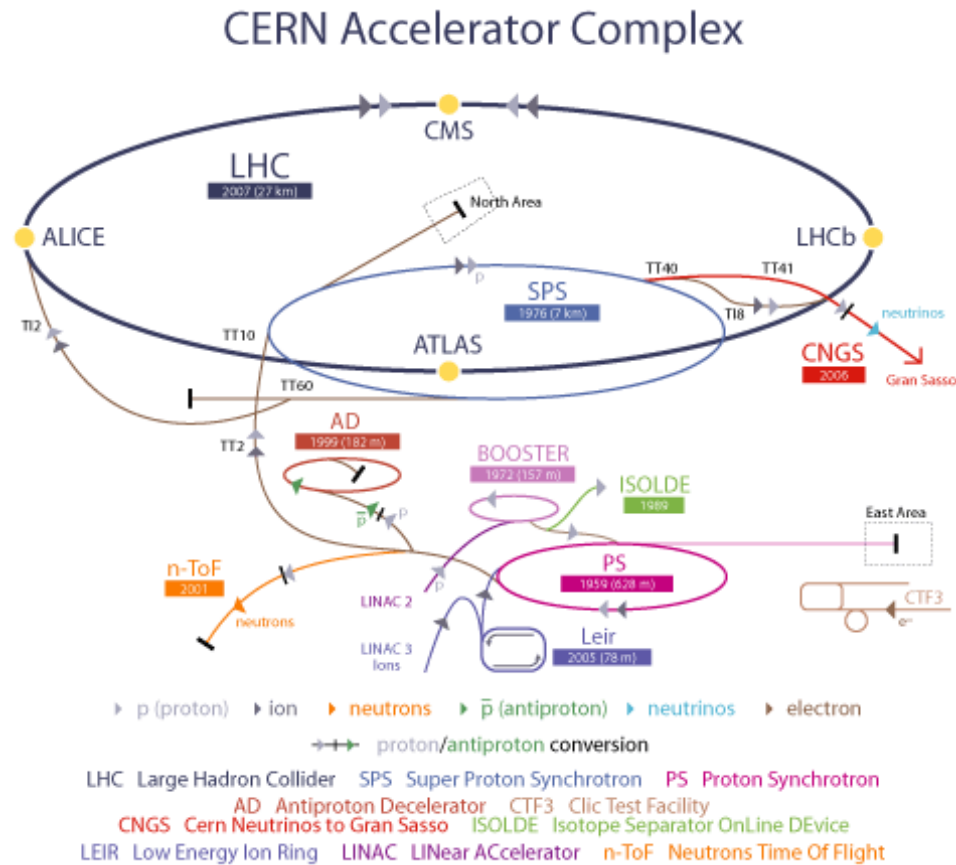 CERN Accelerator Complex
CMS
LHC
2007 (27 km)
North Area
ALICE
LHCb
p
TT40
TT41
SPS
1976 (7 km)
TI8
neutrinos
TI2
TT10
ATLAS
CNGS
2006
Gran Sasso
TT60
AD
1999 (182 m)
TT2
BOOSTER
1972 (157 m)
ISOLDE
1989
East Area
p̅
p
n-ToF
2001
PS
1959 (628 m)
p
LINAC 2
neutrons
CTF3
e⁻
LINAC 3
Ions
Leir
2005 (78 m)
p (proton) ion neutrons p̅ (antiproton) neutrinos electron
proton/antiproton conversion
LHC Large Hadron Collider SPS Super Proton Synchrotron PS Proton Synchrotron
AD Antiproton Decelerator CTF3 Clic Test Facility
CNGS Cern Neutrinos to Gran Sasso ISOLDE Isotope Separator OnLine DEvice
LEIR Low Energy Ion Ring LINAC LINear ACcelerator n-ToF Neutrons Time Of Flight